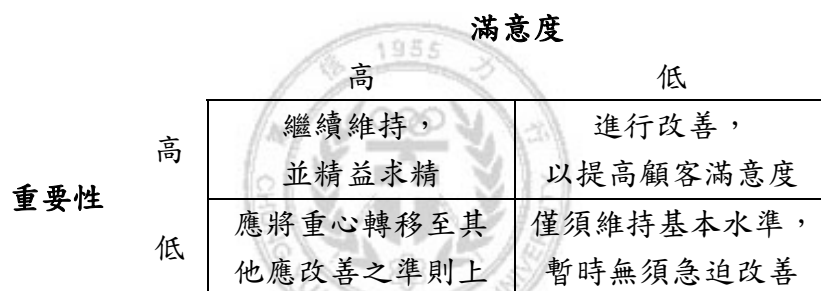 滿意度
高 低
高 繼續維持， 進行改善，
並精益求精 以提高顧客滿意度
重要性
低 應將重心轉移至其 僅須維持基本水準，
他應改善之準則上 暫時無須急迫改善
1955